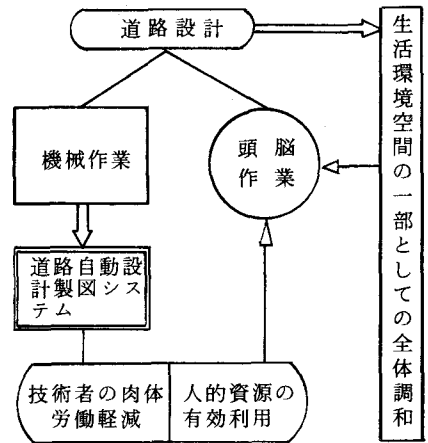 道路設計
機械作業
頭脳
作業
道路自動設
計製図シス
テム
技術者の肉体
労働軽減
人的資源の
有効利用
生活環境空間の一部としての全体調和